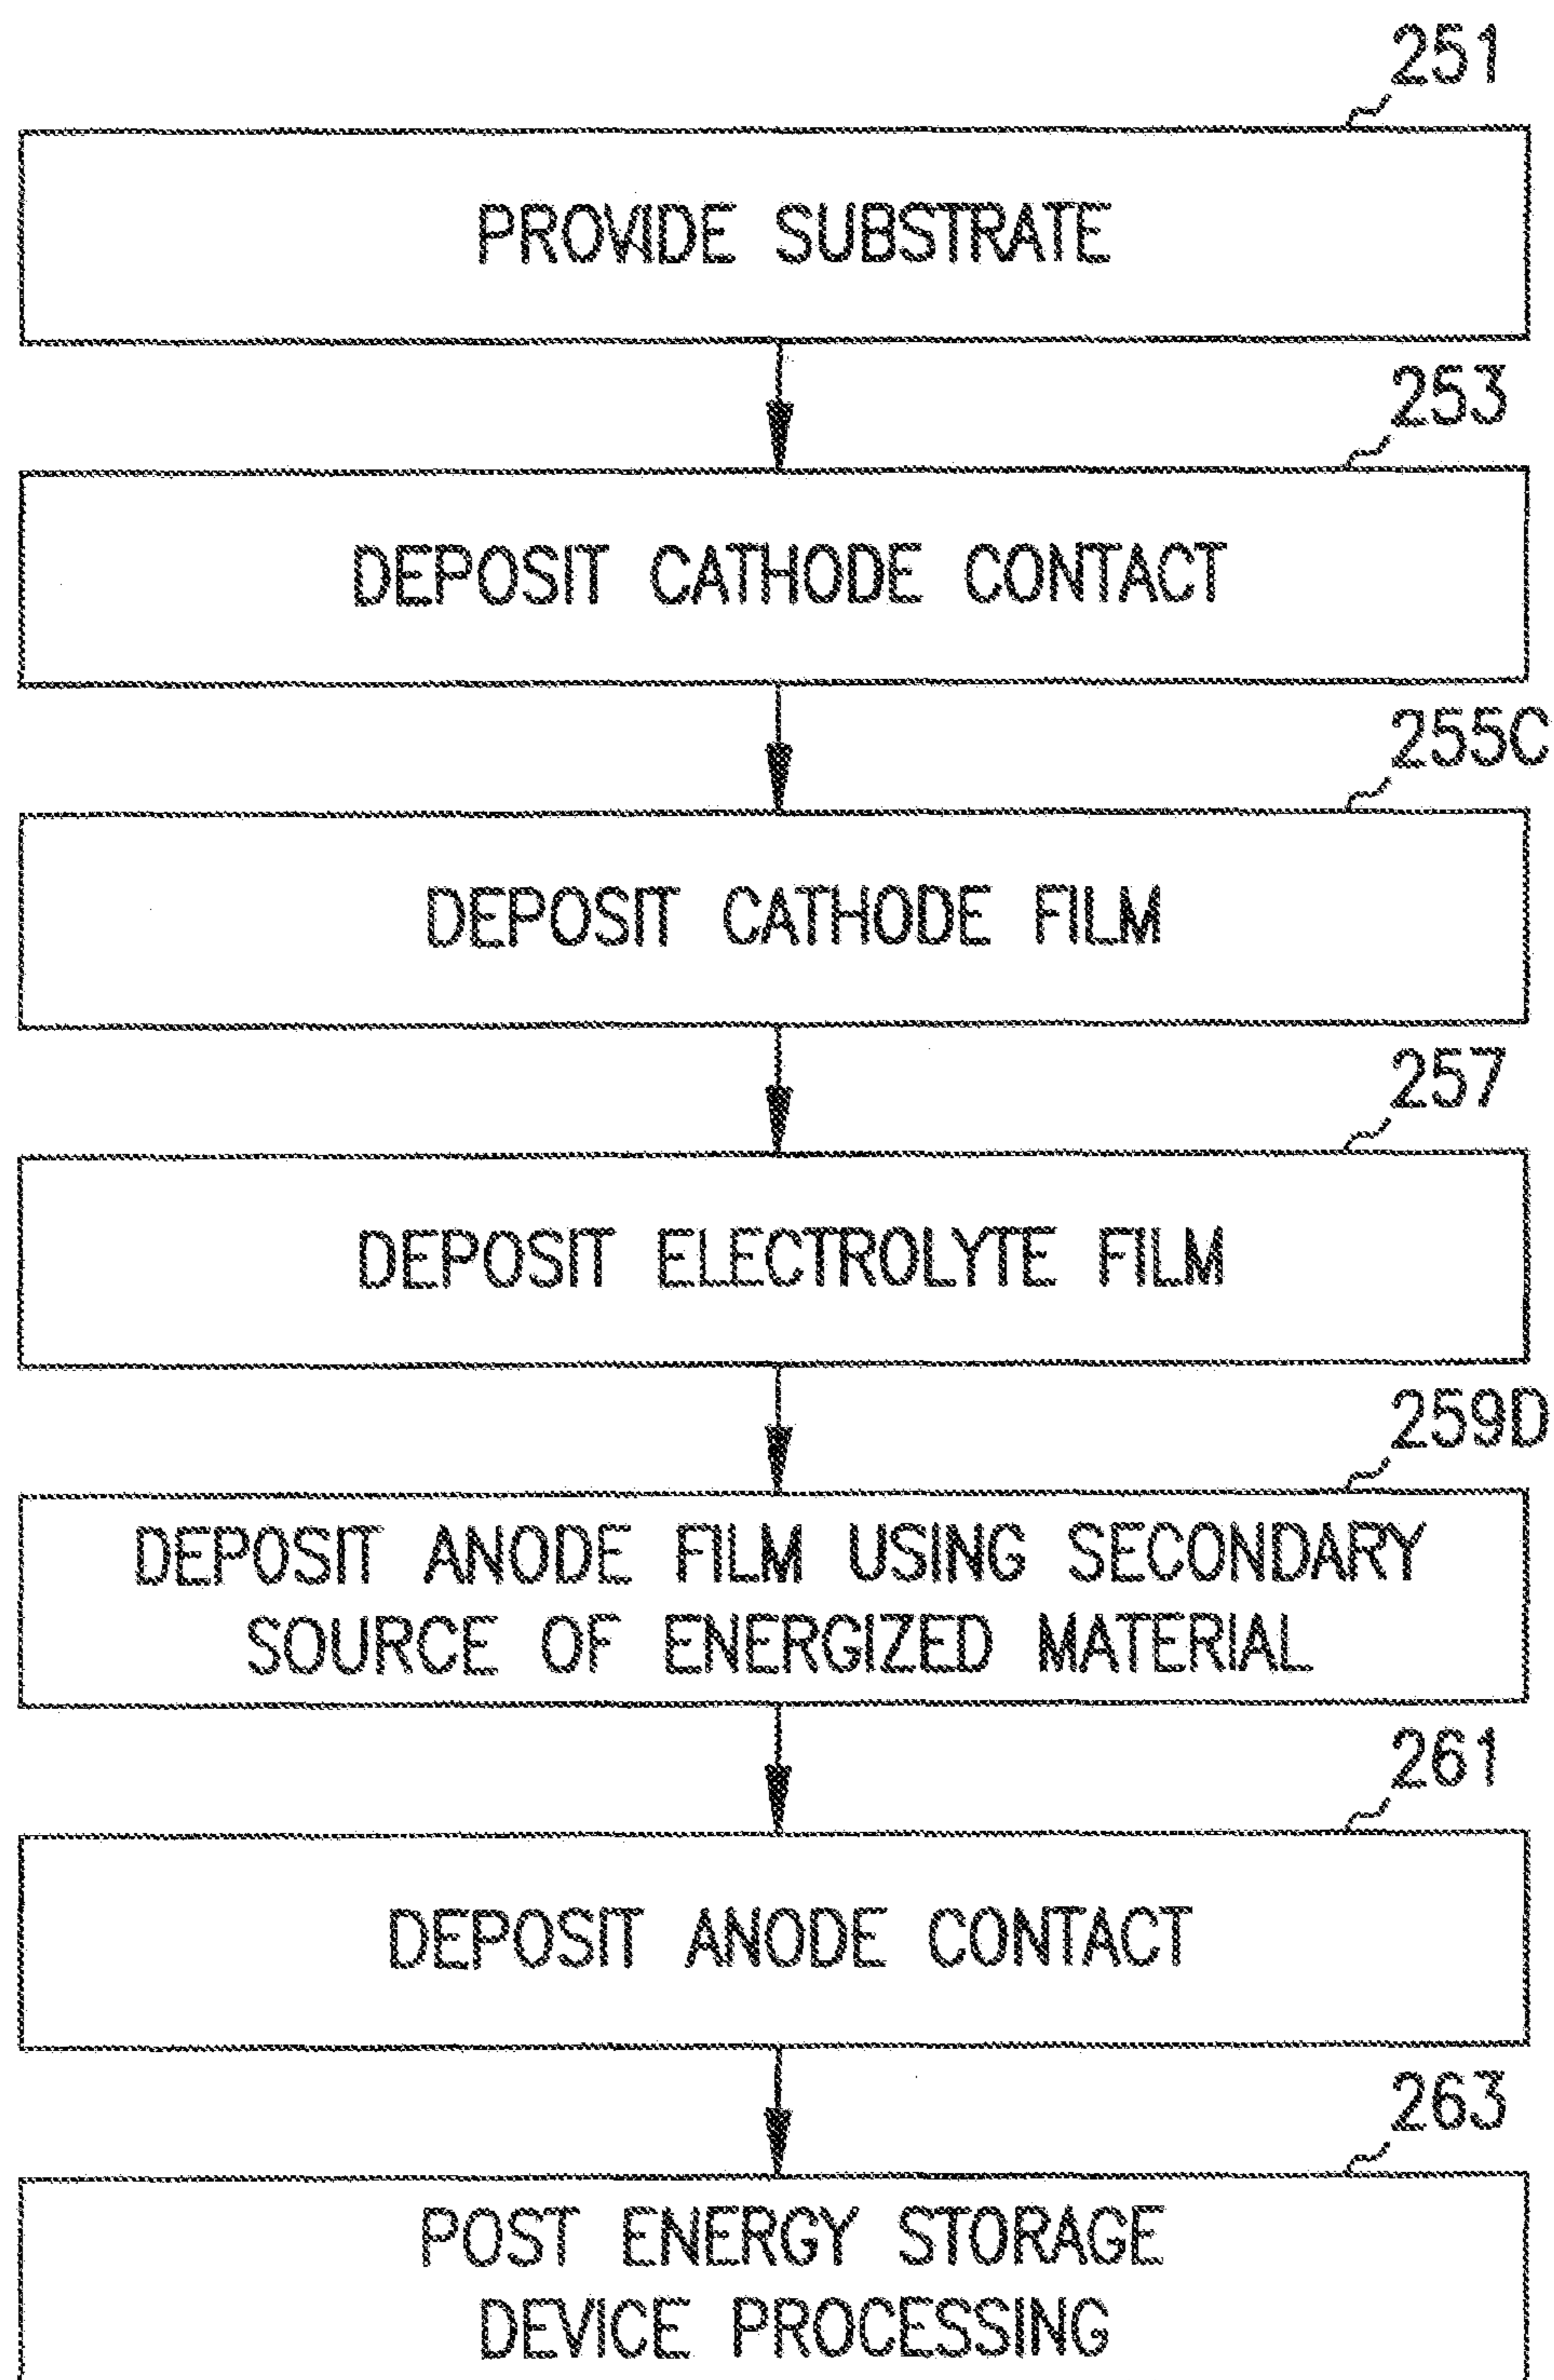 251
PROVIDE SUBSTRATE
253
DEPOSIT CATHODE CONTACT
255C
DEPOSIT CATHODE FILM
257
DEPOSIT ELECTROLYTE FILM
259D
DEPOSIT ANODE FILM USING SECONDARY
SOURCE OF ENERGIZED MATERIAL
261
DEPOSIT ANODE CONTACT
263
POST ENERGY STORAGE
DEVICE PROCESSING